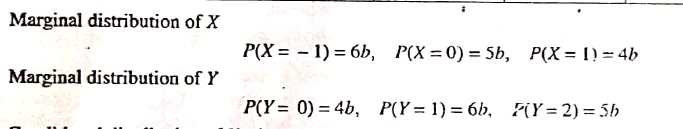 Marginal distribution of X
P(X = – 1) = 6b, P(X = 0) = 5b, P(X = 1) = 4b
Marginal distribution of Y
P(Y = 0) = 4b, P(Y = 1) = 6b, P(Y = 2) = 5b